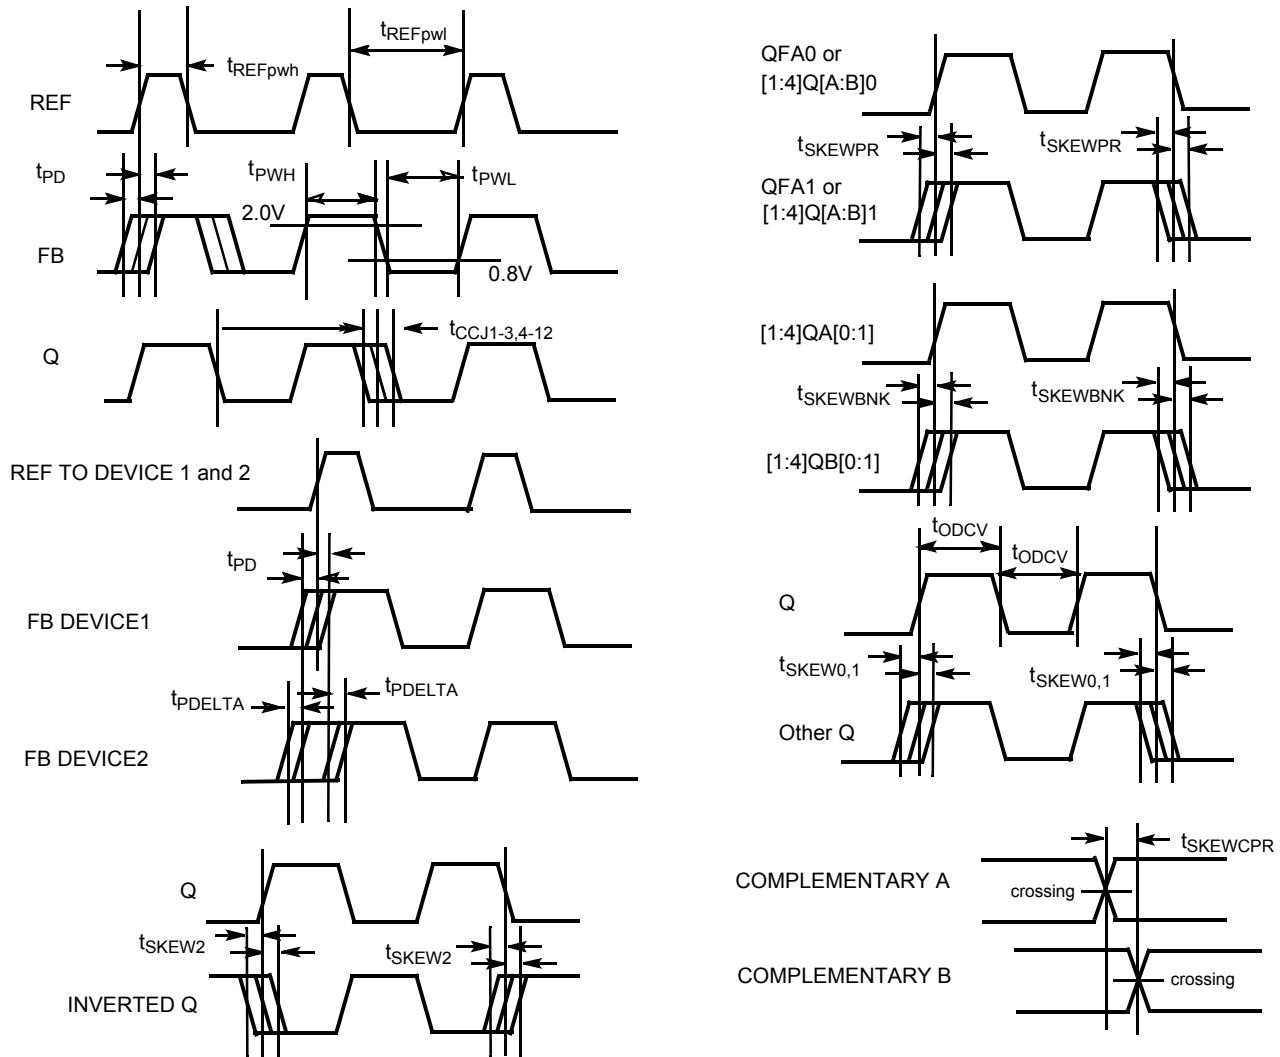 tREFpwl
tREFpwh
REF
tPD
tPWH
tPWL
2.0V
FB
0.8V
tCCJ1-3,4-12
Q
REF TO DEVICE 1 and 2
tPD
FB DEVICE1
tPDELTA
tPDELTA
FB DEVICE2
Q
tSKEW2
tSKEW2
INVERTED Q
QFA0 or
[1:4]Q[A:B]0
tSKEWPR
tSKEWPR
QFA1 or
[1:4]Q[A:B]1
[1:4]QA[0:1]
tSKEWBNK
tSKEWBNK
[1:4]QB[0:1]
tODCV
tODCV
Q
tSKEW0,1
tSKEW0,1
Other Q
tSKEWCPR
COMPLEMENTARY A
crossing
COMPLEMENTARY B
crossing